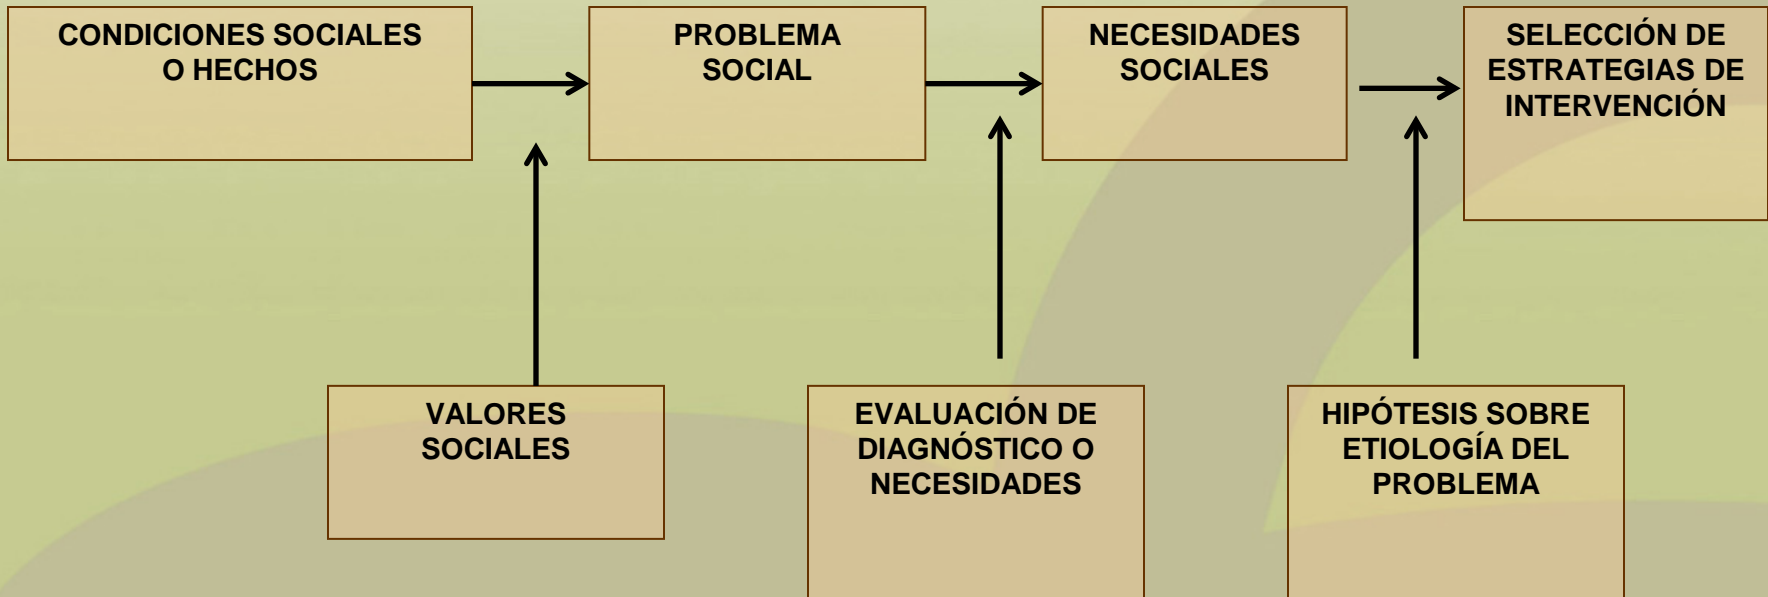 CONDICIONES SOCIALES
O HECHOS
PROBLEMA
SOCIAL
NECESIDADES
SOCIALES
SELECCIÓN DE
ESTRATEGIAS DE
INTERVENCIÓN
VALORES
SOCIALES
EVALUACIÓN DE
DIAGNÓSTICO O
NECESIDADES
HIPÓTESIS SOBRE
ETIOLOGÍA DEL
PROBLEMA